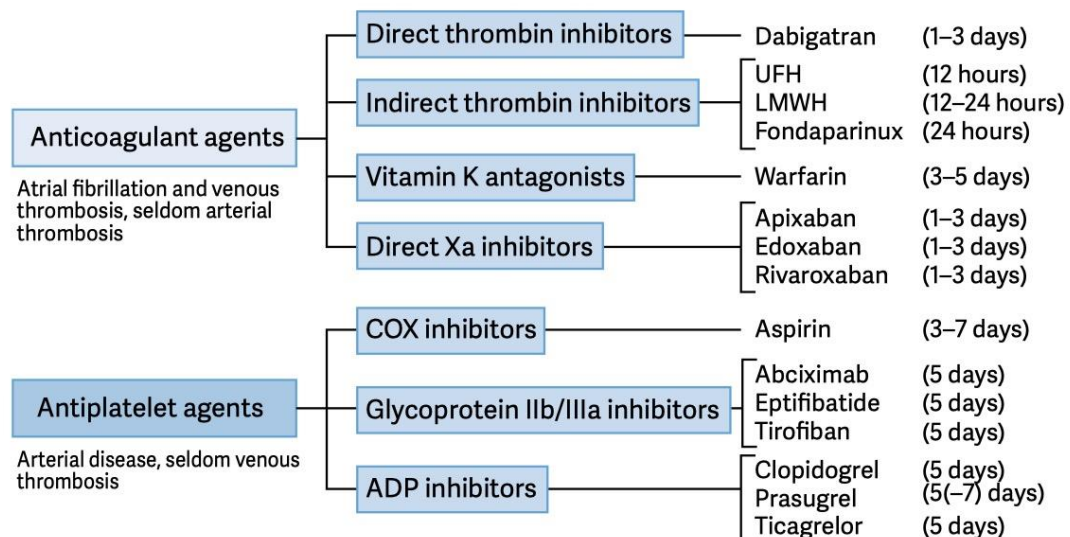 Direct thrombin inhibitors Dabigatran (1–3 days)
Indirect thrombin inhibitors
UFH (12 hours)
LMWH (12–24 hours)
Fondaparinux (24 hours)
Anticoagulant agents
Atrial fibrillation and venous
thrombosis, seldom arterial
thrombosis
Vitamin K antagonists Warfarin (3–5 days)
Direct Xa inhibitors
Apixaban (1–3 days)
Edoxaban (1–3 days)
Rivaroxaban (1–3 days)
COX inhibitors Aspirin (3–7 days)
Antiplatelet agents
Arterial disease, seldom venous
thrombosis
Glycoprotein IIb/IIIa inhibitors
Abciximab (5 days)
Eptifibatide (5 days)
Tirofiban (5 days)
ADP inhibitors
Clopidogrel (5 days)
Prasugrel 5(–7) days)
Ticagrelor (5 days)